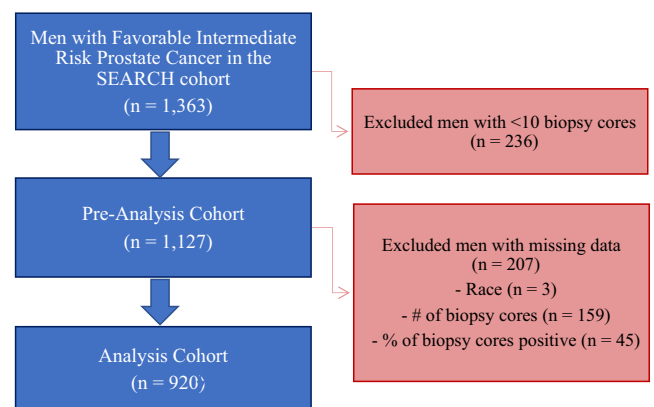 Men with Favorable Intermediate
Risk Prostate Cancer in the
SEARCH cohort
(n = 1,363)
Excluded men with <10 biopsy cores
(n = 236)
Pre-Analysis Cohort
(n = 1,127)
Excluded men with missing data
(n = 207)
- Race (n = 3)
- # of biopsy cores (n = 159)
- % of biopsy cores positive (n = 45)
Analysis Cohort
(n = 920)